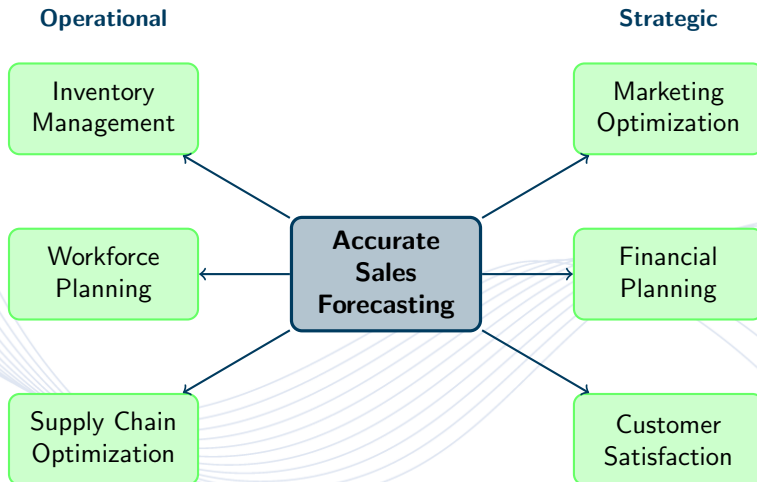 Operational
Strategic
Inventory
Management
Marketing
Optimization
Workforce
Planning
Accurate
Sales
Forecasting
Financial
Planning
Supply Chain
Optimization
Customer
Satisfaction